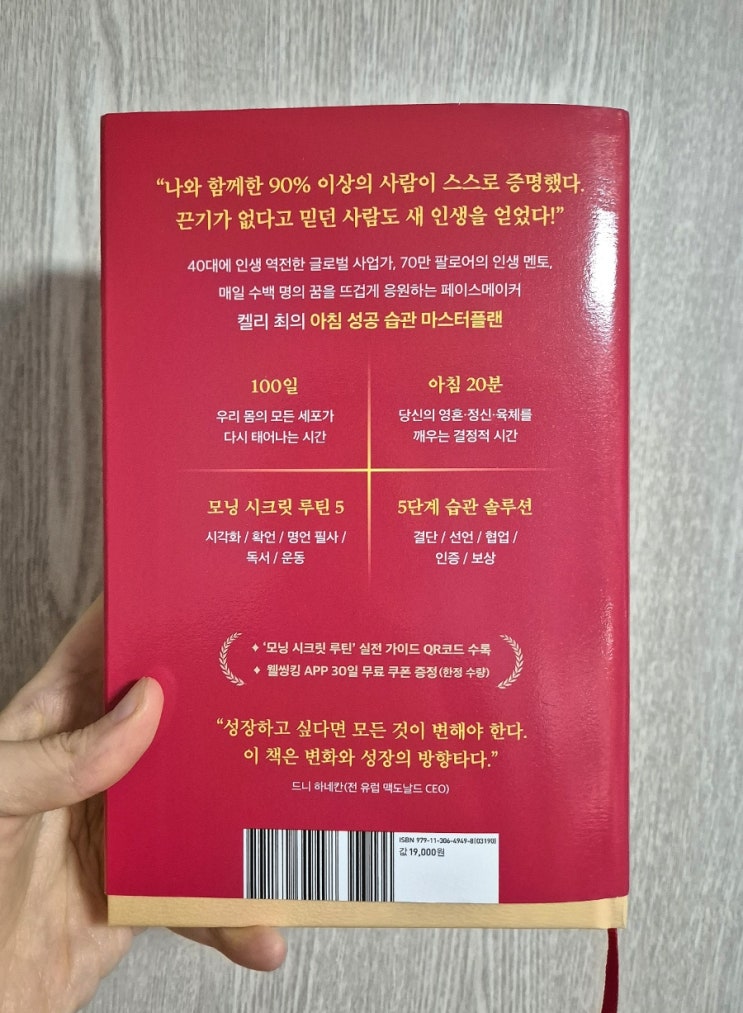 “나와 함께한 90% 이상의 사람이 스스로 증명했다.
끈기가 없다고 믿던 사람도 새 인생을 얻었다!”
40대에 인생 역전한 글로벌 사업가, 70만 팔로어의 인생 멘토,
매일 수백 명의 꿈을 뜨겁게 응원하는 페이스메이커
켈리 최의 아침 성공 습관 마스터플랜
100일
우리 몸의 모든 세포가
다시 태어나는 시간
아침 20분
당신의 영혼·정신·육체를
깨우는 결정적 시간
모닝 시크릿 루틴 5
시각화 / 확언 / 명언 필사 /
독서 / 운동
5단계 습관 솔루션
결단 / 선언 / 협업 /
인증 / 보상
✦ ‘모닝 시크릿 루틴’ 실전 가이드 QR코드 수록
✦ 웰씽킹 APP 30일 무료 쿠폰 증정(한정 수량)
“성장하고 싶다면 모든 것이 변해야 한다.
이 책은 변화와 성장의 방향타다.”
드니 하네칸(전 유럽 맥도날드 CEO)
ISBN 979-11-306-4949-8(03190)
값 19,000원